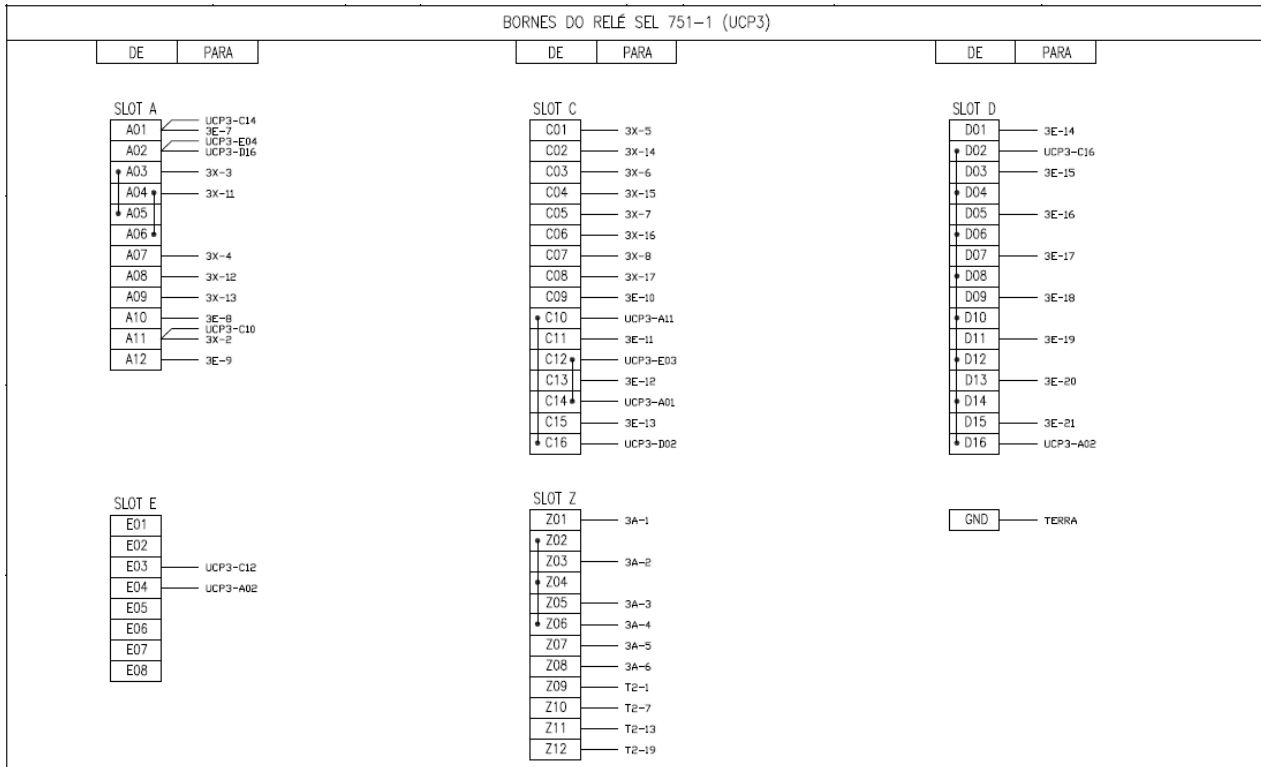 BORNES DO RELÉ SEL 751-1 (UCP3)
DE PARA
DE PARA
DE PARA
SLOT A
UCP3-C14
A01 3E-7
UCP3-E04
A02 UCP3-D16
A03 3X-3
A04 3X-11
A05
A06
A07 3X-4
A08 3X-12
A09 3X-13
A10 3E-8
UCP3-C10
A11 3X-2
A12 3E-9
SLOT C
C01 3X-5
C02 3X-14
C03 3X-6
C04 3X-15
C05 3X-7
C06 3X-16
C07 3X-8
C08 3X-17
C09 3E-10
C10 UCP3-A11
C11 3E-11
C12 UCP3-E03
C13 3E-12
C14 UCP3-A01
C15 3E-13
C16 UCP3-D02
SLOT D
D01 3E-14
D02 UCP3-C16
D03 3E-15
D04
D05 3E-16
D06
D07 3E-17
D08
D09 3E-18
D10
D11 3E-19
D12
D13 3E-20
D14
D15 3E-21
D16 UCP3-A02
SLOT E
E01
E02
E03 UCP3-C12
E04 UCP3-A02
E05
E06
E07
E08
SLOT Z
Z01 3A-1
Z02
Z03 3A-2
Z04
Z05 3A-3
Z06 3A-4
Z07 3A-5
Z08 3A-6
Z09 T2-1
Z10 T2-7
Z11 T2-13
Z12 T2-19
GND TERRA